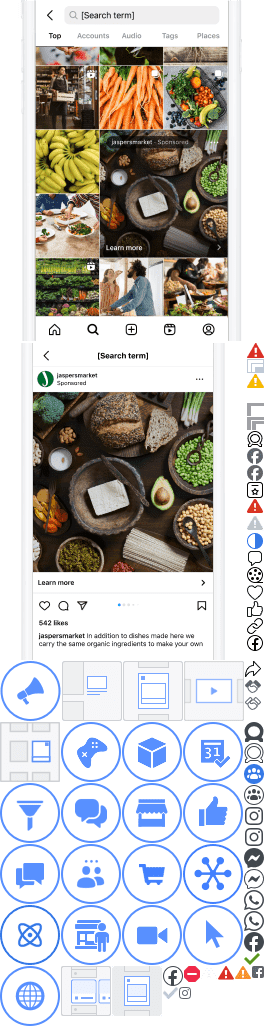 [Search term]
Top Accounts Audio Tags Places
jaspersmarket · Sponsored
Learn more
[Search term]
jaspersmarket
Sponsored
Learn more
542 likes
jaspersmarket In addition to dishes made here we
carry the same organic ingredients to make your own
31